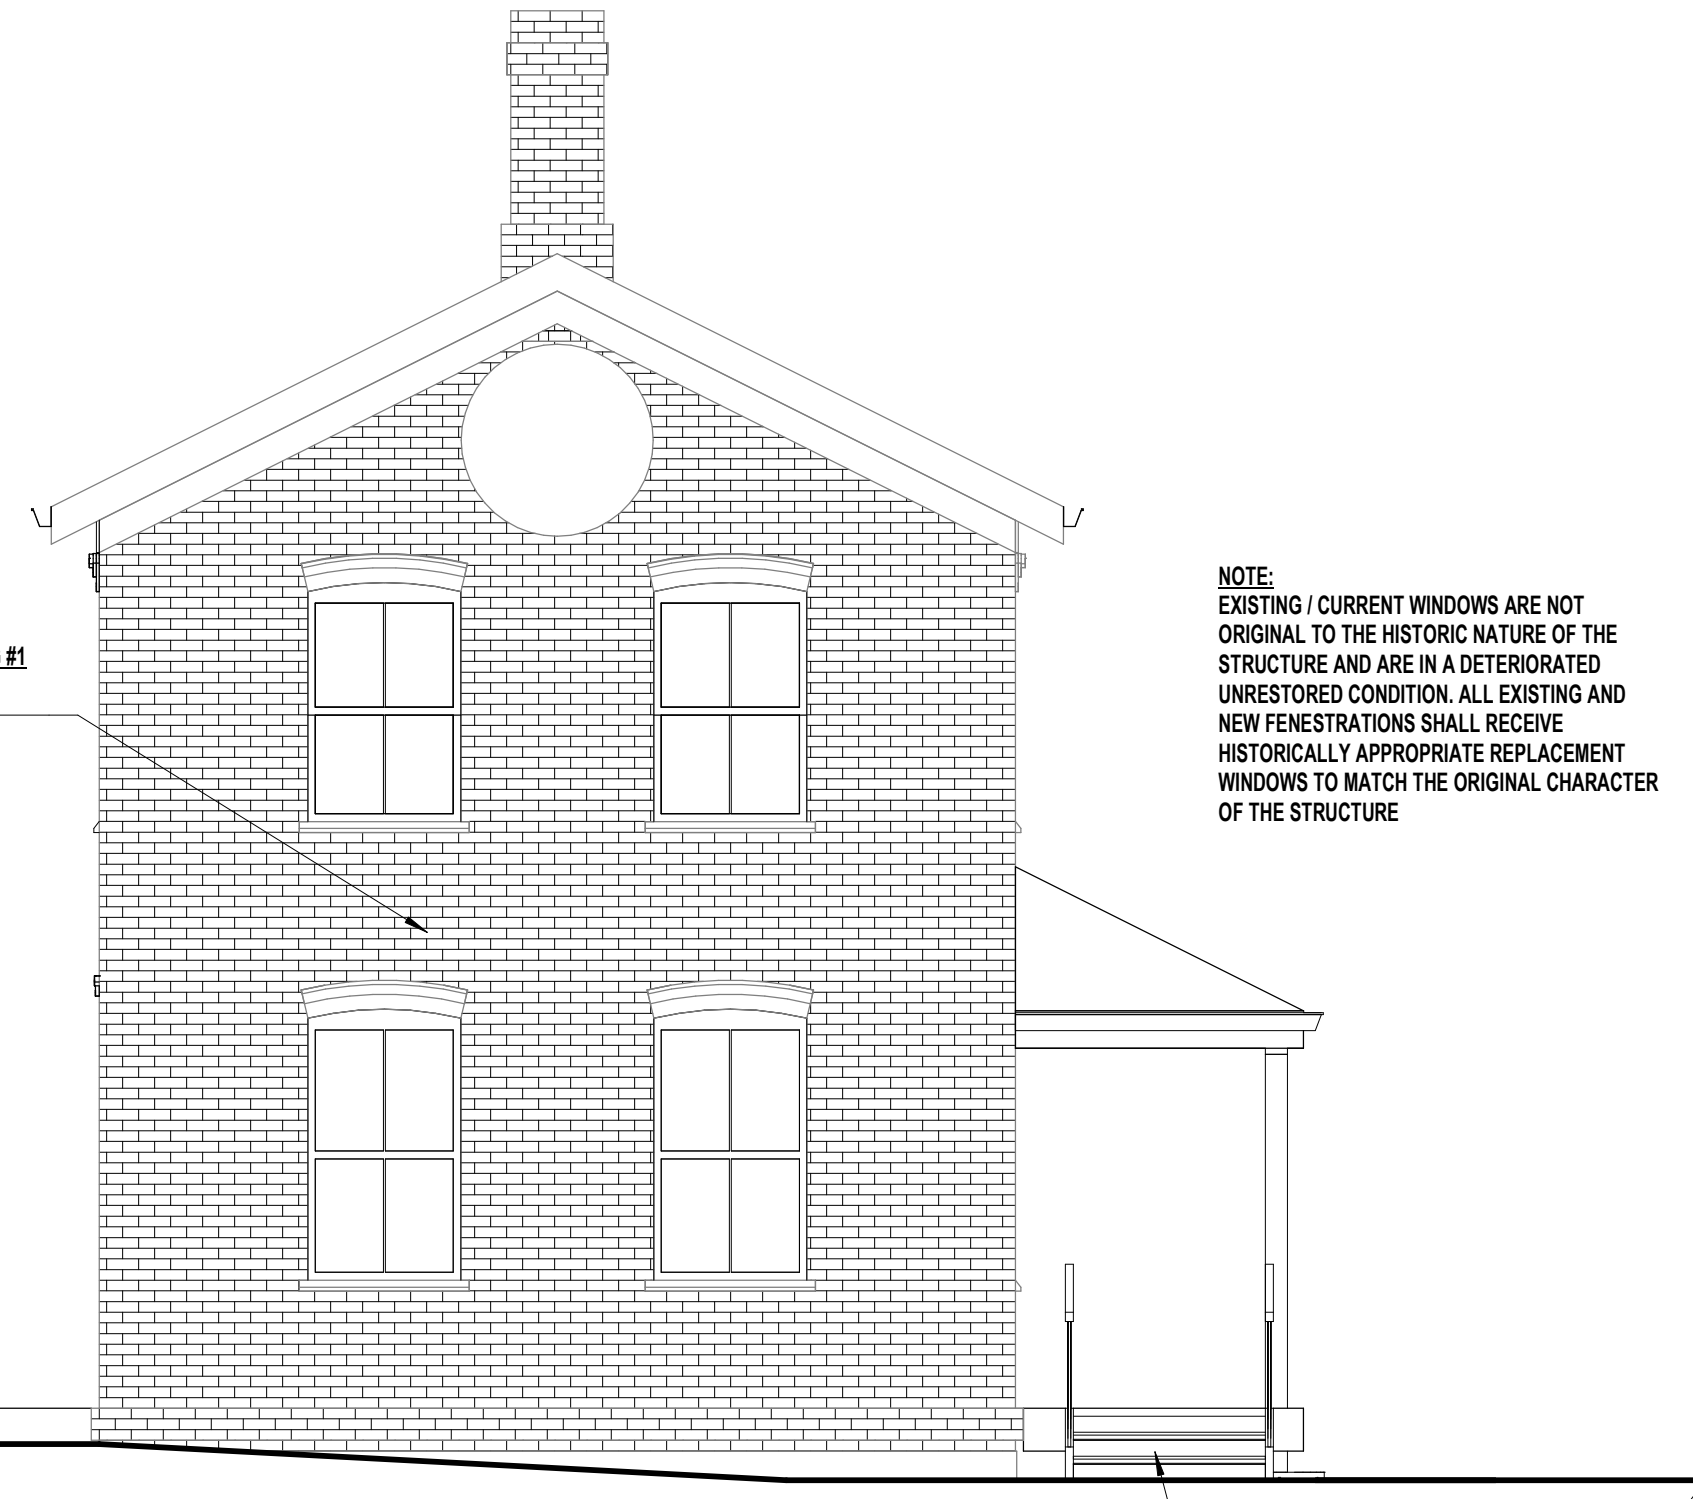 #1
NOTE:
EXISTING / CURRENT WINDOWS ARE NOT
ORIGINAL TO THE HISTORIC NATURE OF THE
STRUCTURE AND ARE IN A DETERIORATED
UNRESTORED CONDITION. ALL EXISTING AND
NEW FENESTRATIONS SHALL RECEIVE
HISTORICALLY APPROPRIATE REPLACEMENT
WINDOWS TO MATCH THE ORIGINAL CHARACTER
OF THE STRUCTURE